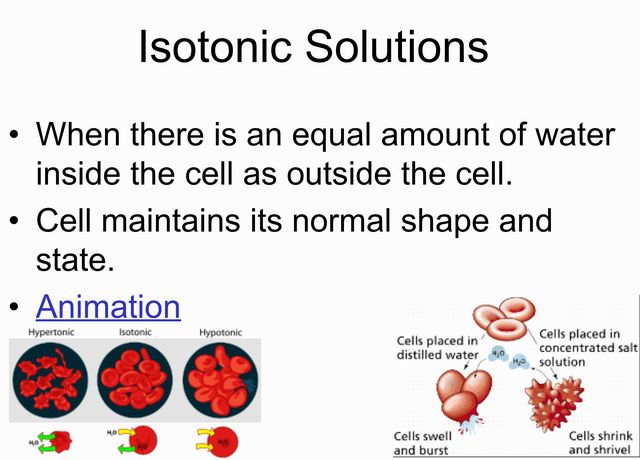 Isotonic Solutions
• When there is an equal amount of water
inside the cell as outside the cell.
• Cell maintains its normal shape and
state.
• Animation
Hypertonic Isotonic Hypotonic
H₂O H₂O H₂O
Cells placed in
distilled water
H₂O H₂O
Cells placed in
concentrated salt
solution
Cells swell
and burst
Cells shrink
and shrivel